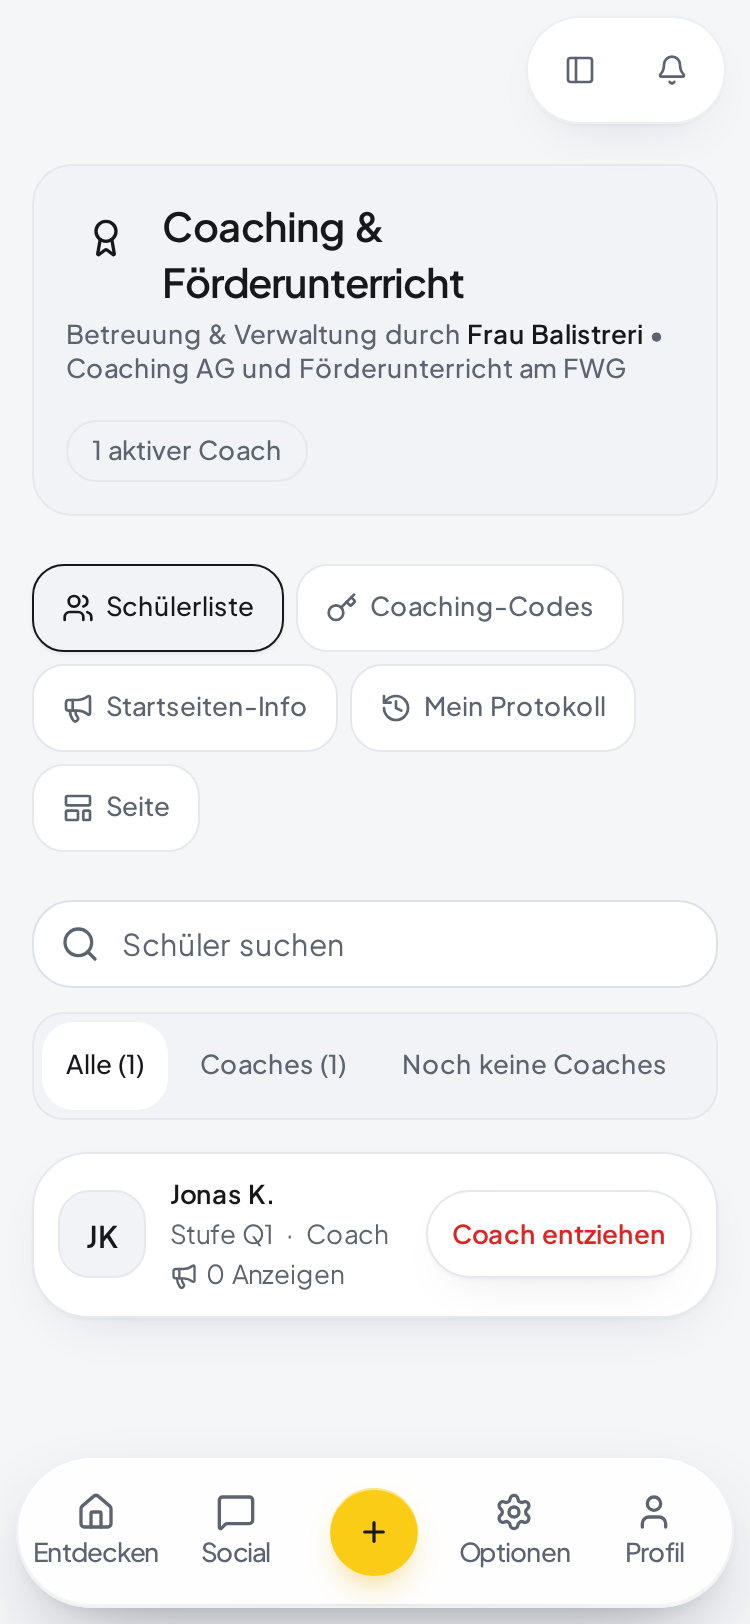 Coaching &
Förderunterricht
Betreuung & Verwaltung durch Frau Balistreri •
Coaching AG und Förderunterricht am FWG
1 aktiver Coach
Schülerliste
Coaching-Codes
Startseiten-Info
Mein Protokoll
Seite
Schüler suchen
Alle (1)
Coaches (1)
Noch keine Coaches
JK
Jonas K.
Stufe Q1 · Coach
0 Anzeigen
Coach entziehen
Entdecken
Social
Optionen
Profil